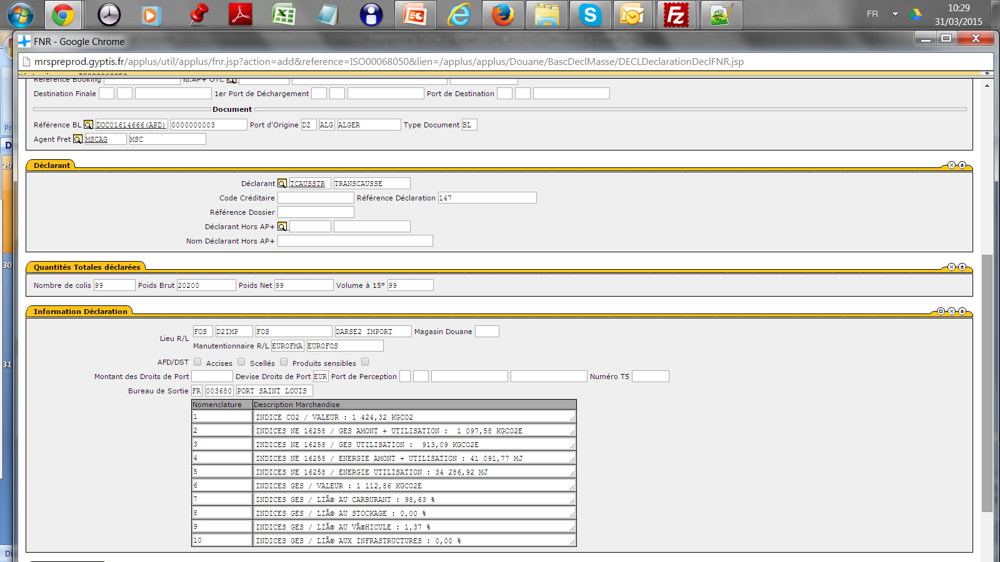 FR
10:29
31/03/2015
FNR - Google Chrome
mrspreprod.gyptis.fr/applus/util/applus/fnr.jsp?action=add&reference=ISO00068050&lien=/applus/applus/Douane/BascDeclMasse/DECLDeclarationDeclFNR.jsp
Référence Booking Id.AP+ OTC
Destination Finale 1er Port de Déchargement Port de Destination
Document
Référence BL DOC01614666(APD) 0000000003 Port d'Origine DZ ALG ALGER Type Document BL
Agent Fret MSCAG MSC
Déclarant
Déclarant TCAUSSTR TRANSCAUSSE
Code Créditaire Référence Déclaration 147
Référence Dossier
Déclarant Hors AP+
Nom Déclarant Hors AP+
Quantités Totales déclarées
Nombre de colis 99 Poids Brut 20200 Poids Net 99 Volume à 15° 99
Information Déclaration
Lieu R/L FOS D2IMP FOS DARSE2 IMPORT Magasin Douane
Manutentionnaire R/L EUROFMA EUROFOS
AFD/DST Accises Scellés Produits sensibles
Montant des Droits de Port Devise Droits de Port EUR Port de Perception Numéro T5
Bureau de Sortie FR 003680 PORT SAINT LOUIS
Nomenclature Description Marchandise
1 INDICE CO2 / VALEUR : 1 424,32 KGCO2
2 INDICES NE 16258 / GES AMONT + UTILISATION : 1 097,58 KGCO2E
3 INDICES NE 16258 / GES UTILISATION : 913,09 KGCO2E
4 INDICES NE 16258 / ENERGIE AMONT + UTILISATION : 41 091,77 MJ
5 INDICES NE 16258 / ENERGIE UTILISATION : 34 286,92 MJ
6 INDICES GES / VALEUR : 1 112,86 KGCO2E
7 INDICES GES / LIÃ© AU CARBURANT : 98,63 %
8 INDICES GES / LIÃ© AU STOCKAGE : 0,00 %
9 INDICES GES / LIÃ© AU VÃ©HICULE : 1,37 %
10 INDICES GES / LIÃ© AUX INFRASTRUCTURES : 0,00 %
29
30
31